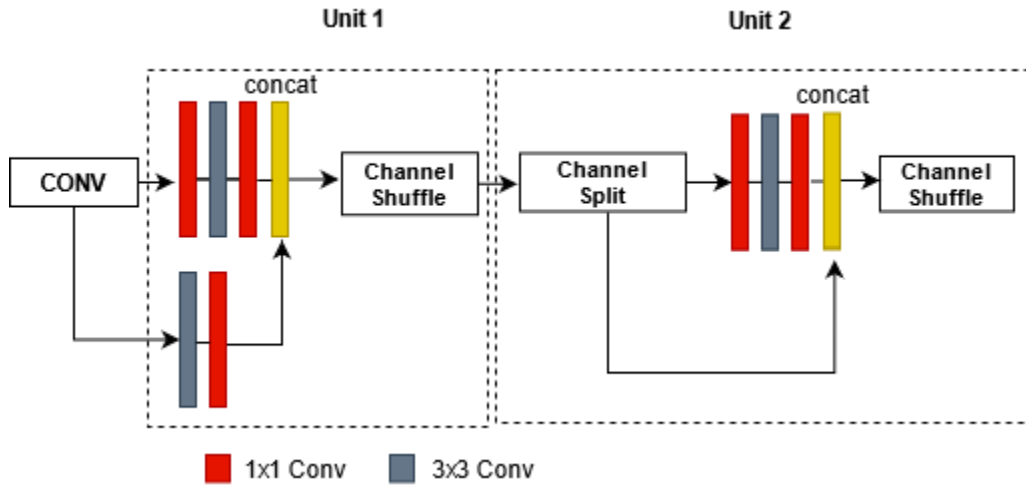 Unit 1
Unit 2
concat
concat
CONV
Channel
Shuffle
Channel
Split
Channel
Shuffle
1x1 Conv
3x3 Conv